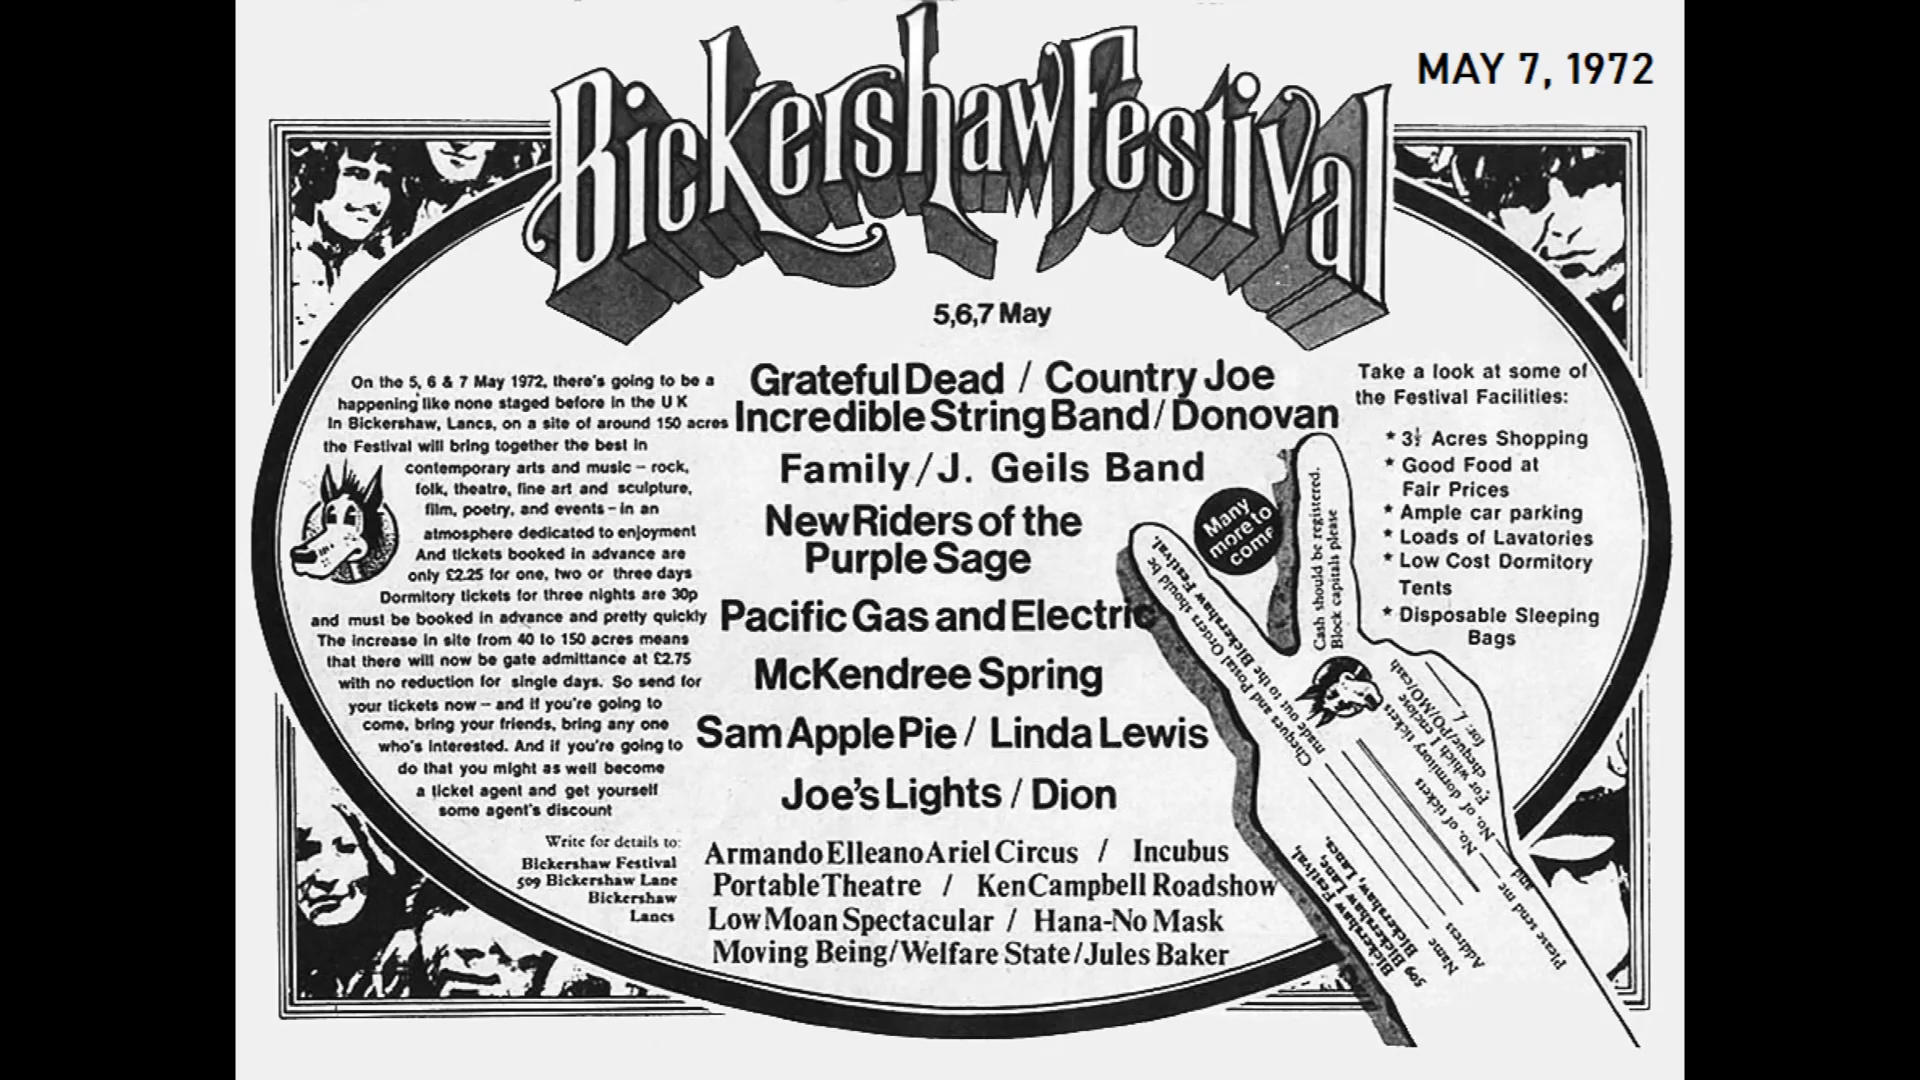 Bickershaw Festival
MAY 7, 1972
5,6,7 May
On the 5, 6 & 7 May 1972, there's going to be a
happening like none staged before in the U K
In Bickershaw, Lancs, on a site of around 150 acres
the Festival will bring together the best in
contemporary arts and music – rock,
folk, theatre, fine art and sculpture,
film, poetry, and events – in an
atmosphere dedicated to enjoyment
And tickets booked in advance are
only £2.25 for one, two or three days
Dormitory tickets for three nights are 30p
and must be booked in advance and pretty quickly
The increase in site from 40 to 150 acres means
that there will now be gate admittance at £2.75
with no reduction for single days. So send for
your tickets now – and if you're going to
come, bring your friends, bring any one
who's interested. And if you're going to
do that you might as well become
a ticket agent and get yourself
some agent's discount
Write for details to:
Bickershaw Festival
509 Bickershaw Lane
Bickershaw
Lancs
Grateful Dead / Country Joe
Incredible String Band / Donovan
Family / J. Geils Band
New Riders of the
Purple Sage
Pacific Gas and Electric
McKendree Spring
Sam Apple Pie / Linda Lewis
Joe's Lights / Dion
Armando Elleano Ariel Circus / Incubus
Portable Theatre / Ken Campbell Roadshow
Low Moan Spectacular / Hana-No Mask
Moving Being/Welfare State/Jules Baker
Many
more to
come
Take a look at some of
the Festival Facilities:
* 3½ Acres Shopping
* Good Food at
Fair Prices
* Ample car parking
* Loads of Lavatories
* Low Cost Dormitory
Tents
* Disposable Sleeping
Bags
Cash should be registered.
Block capitals please
Cheques and Postal Orders should be
made out to the Bickershaw Festival.
Please send me
and
No. of tickets
No. of dormitory tickets
For which I enclose
cheque/PO/MO/cash
for: £
Name
Address
Bickershaw Festival,
509 Bickershaw Lane,
Bickershaw, Lancs.